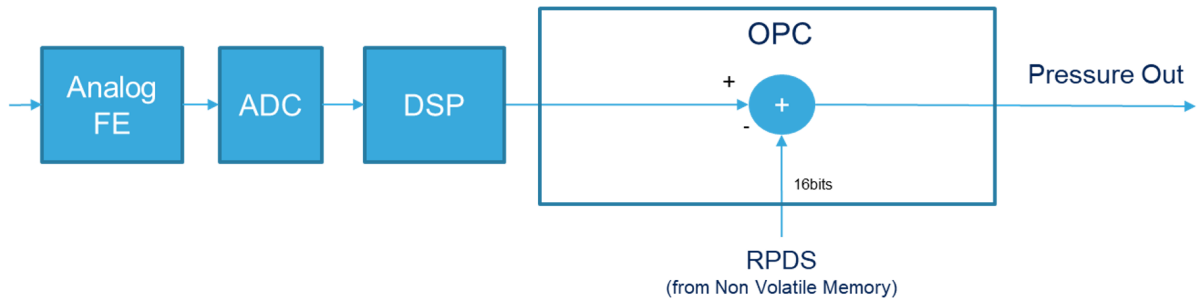 Analog
FE
ADC
DSP
OPC
+
+
-
16bits
Pressure Out
RPDS
(from Non Volatile Memory)